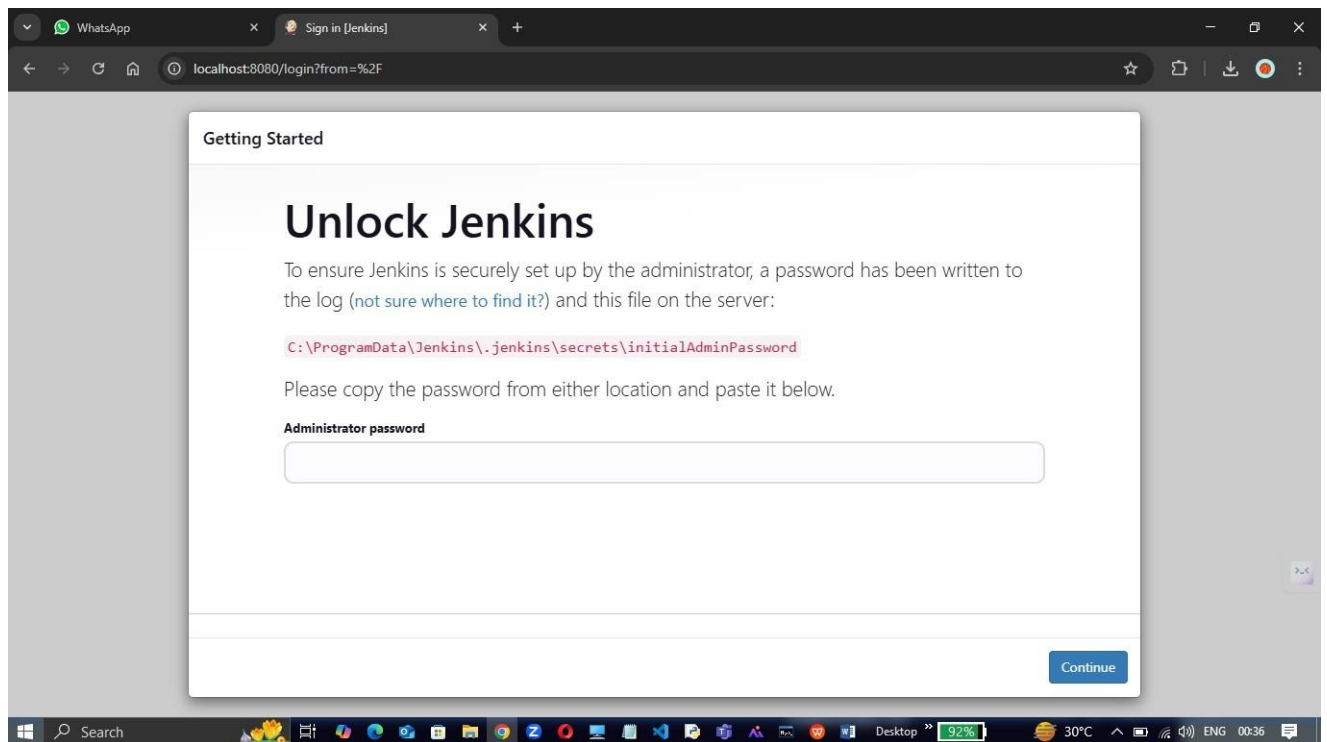 WhatsApp
Sign in [Jenkins]
localhost:8080/login?from=%2F
Getting Started
Unlock Jenkins
To ensure Jenkins is securely set up by the administrator, a password has been written to
the log (not sure where to find it?) and this file on the server:
C:\ProgramData\Jenkins\.jenkins\secrets\initialAdminPassword
Please copy the password from either location and paste it below.
Administrator password
Continue
Search
Desktop
92%
30°C
ENG
00:36